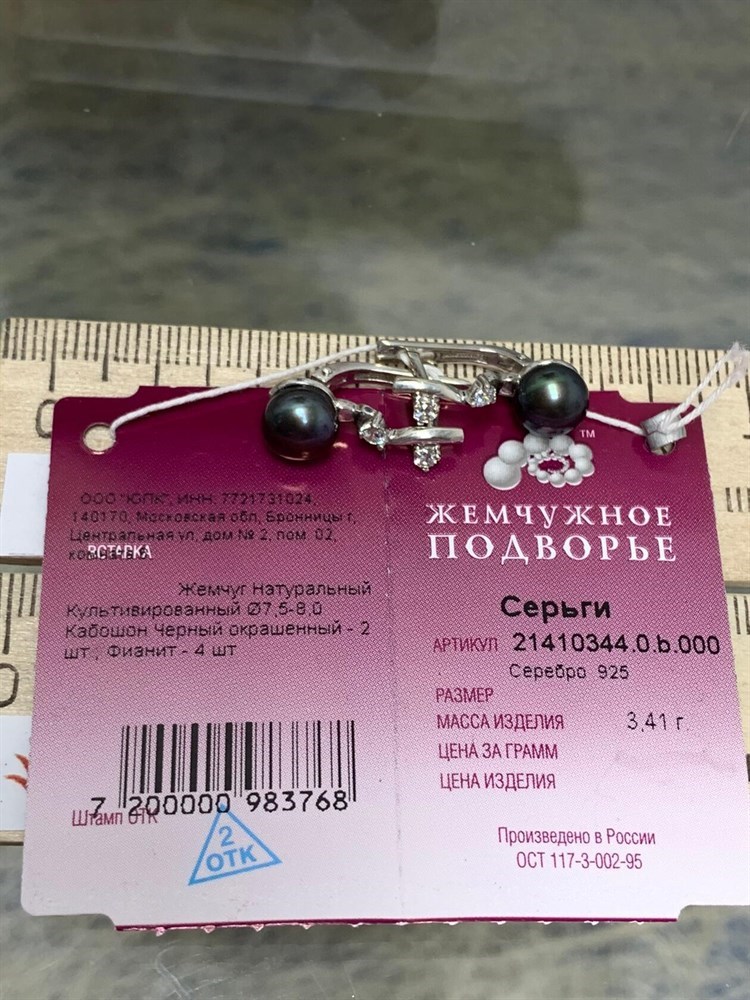 ООО "ЮПК", ИНН: 7721731024,
140170, Московская обл, Бронницы г,
Центральная ул, дом № 2, пом. 02,
ВСТАВКА
Жемчуг Натуральный
Культивированный Ø7,5-8,0
Кабошон Черный окрашенный - 2
шт., Фианит - 4 шт
7 200000 983768
Штамп ОТК
2
ОТК
TM
ЖЕМЧУЖНОЕ
ПОДВОРЬЕ
Серьги
АРТИКУЛ 21410344.0.b.000
Серебро 925
РАЗМЕР
МАССА ИЗДЕЛИЯ 3,41 г.
ЦЕНА ЗА ГРАММ
ЦЕНА ИЗДЕЛИЯ
Произведено в России
ОСТ 117-3-002-95